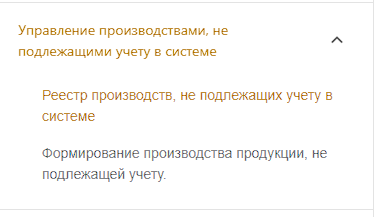 Управление производствами, не
подлежащими учету в системе
Реестр производств, не подлежащих учету в
системе
Формирование производства продукции, не
подлежащей учету.